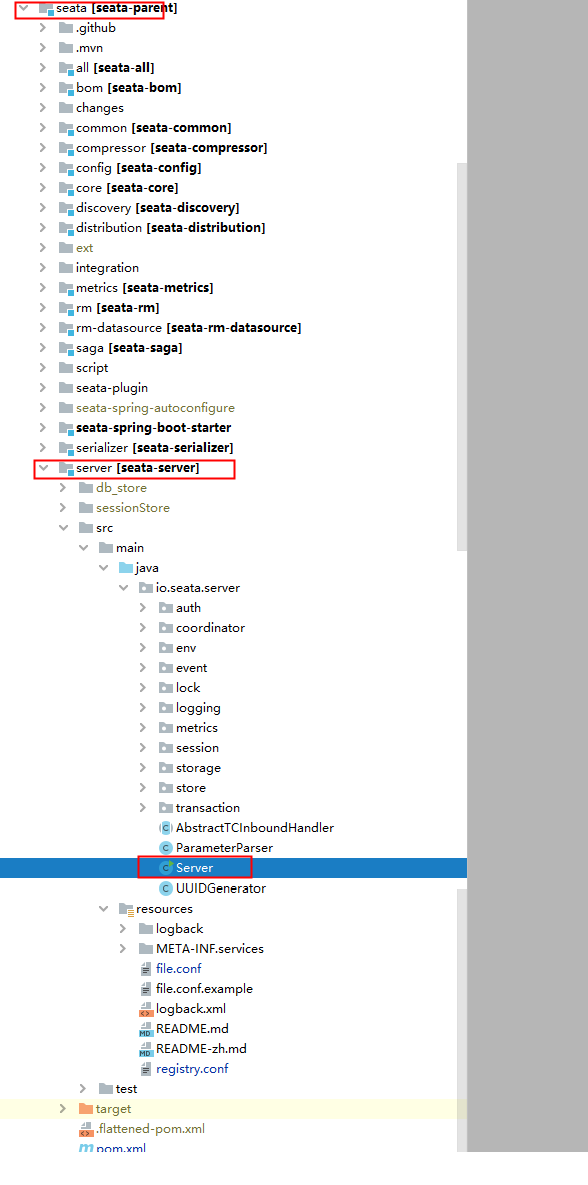 seata [seata-parent]
.github
.mvn
all [seata-all]
bom [seata-bom]
changes
common [seata-common]
compressor [seata-compressor]
config [seata-config]
core [seata-core]
discovery [seata-discovery]
distribution [seata-distribution]
ext
integration
metrics [seata-metrics]
rm [seata-rm]
rm-datasource [seata-rm-datasource]
saga [seata-saga]
script
seata-plugin
seata-spring-autoconfigure
seata-spring-boot-starter
serializer [seata-serializer]
server [seata-server]
db_store
sessionStore
src
main
java
io.seata.server
auth
coordinator
env
event
lock
logging
metrics
session
storage
store
transaction
AbstractTCInboundHandler
ParameterParser
Server
UUIDGenerator
resources
logback
META-INF.services
file.conf
file.conf.example
logback.xml
README.md
README-zh.md
registry.conf
test
target
.flattened-pom.xml
pom.xml